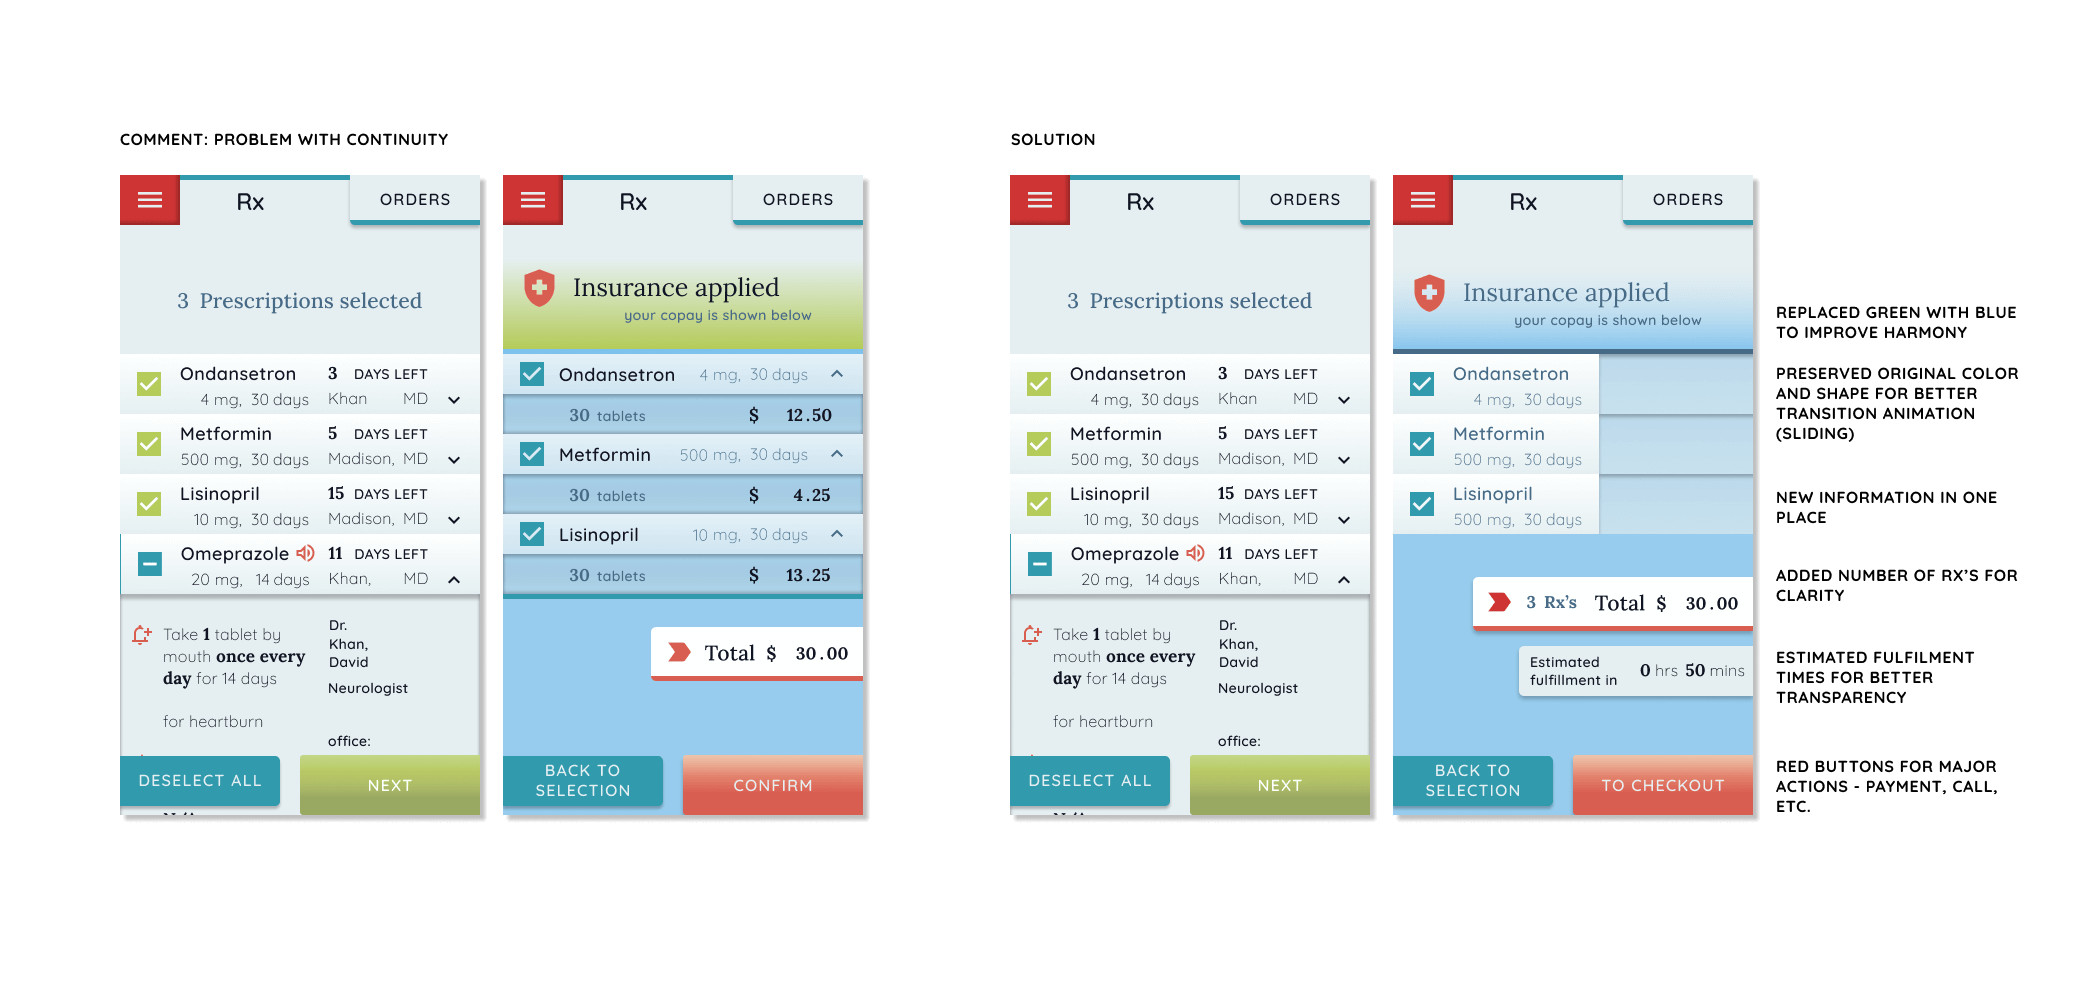 COMMENT: PROBLEM WITH CONTINUITY
Rx
ORDERS
3 Prescriptions selected
Ondansetron 3 DAYS LEFT
4 mg, 30 days Khan MD
Metformin 5 DAYS LEFT
500 mg, 30 days Madison, MD
Lisinopril 15 DAYS LEFT
10 mg, 30 days Madison, MD
Omeprazole 11 DAYS LEFT
20 mg, 14 days Khan, MD
Take 1 tablet by
mouth once every
day for 14 days
for heartburn
Dr.
Khan,
David
Neurologist
office:
DESELECT ALL
NEXT
Rx
ORDERS
Insurance applied
your copay is shown below
Ondansetron 4 mg, 30 days
30 tablets $ 12.50
Metformin 500 mg, 30 days
30 tablets $ 4.25
Lisinopril 10 mg, 30 days
30 tablets $ 13.25
Total $ 30.00
BACK TO
SELECTION
CONFIRM
SOLUTION
Rx
ORDERS
3 Prescriptions selected
Ondansetron 3 DAYS LEFT
4 mg, 30 days Khan MD
Metformin 5 DAYS LEFT
500 mg, 30 days Madison, MD
Lisinopril 15 DAYS LEFT
10 mg, 30 days Madison, MD
Omeprazole 11 DAYS LEFT
20 mg, 14 days Khan, MD
Take 1 tablet by
mouth once every
day for 14 days
for heartburn
Dr.
Khan,
David
Neurologist
office:
DESELECT ALL
NEXT
Rx
ORDERS
Insurance applied
your copay is shown below
Ondansetron
4 mg, 30 days
Metformin
500 mg, 30 days
Lisinopril
500 mg, 30 days
3 Rx's Total $ 30.00
Estimated
fulfillment in
0 hrs 50 mins
BACK TO
SELECTION
TO CHECKOUT
REPLACED GREEN WITH BLUE
TO IMPROVE HARMONY
PRESERVED ORIGINAL COLOR
AND SHAPE FOR BETTER
TRANSITION ANIMATION
(SLIDING)
NEW INFORMATION IN ONE
PLACE
ADDED NUMBER OF RX'S FOR
CLARITY
ESTIMATED FULFILMENT
TIMES FOR BETTER
TRANSPARENCY
RED BUTTONS FOR MAJOR
ACTIONS - PAYMENT, CALL,
ETC.